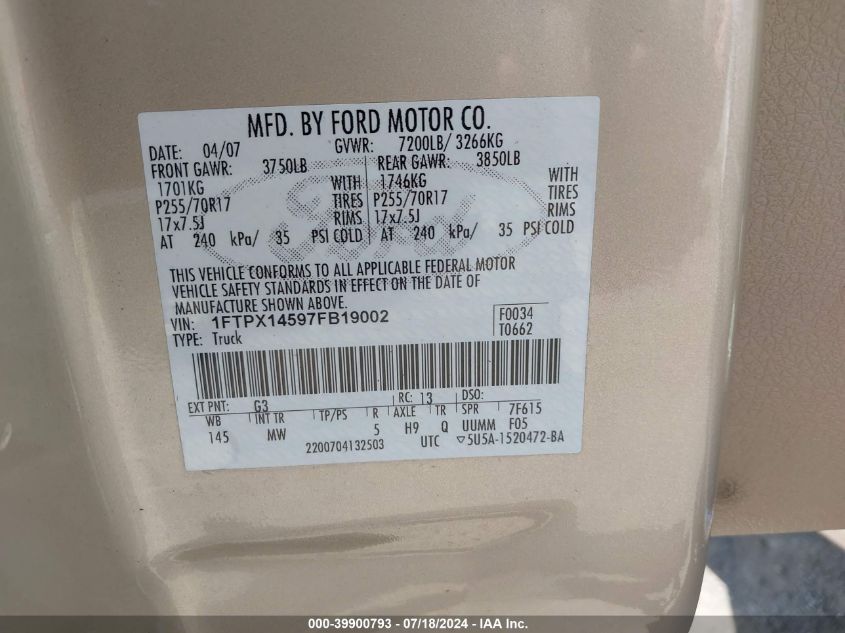 MFD. BY FORD MOTOR CO.
DATE: 04/07 GVWR: 7200LB/ 3266KG
FRONT GAWR: 3750LB REAR GAWR: 3850LB
1701KG WITH 1746KG WITH
P255/70R17 TIRES P255/70R17 TIRES
17x7.5J RIMS 17x7.5J RIMS
AT 240 kPa/ 35 PSI COLD AT 240 kPa/ 35 PSI COLD
THIS VEHICLE CONFORMS TO ALL APPLICABLE FEDERAL MOTOR
VEHICLE SAFETY STANDARDS IN EFFECT ON THE DATE OF
MANUFACTURE SHOWN ABOVE.
VIN: 1FTPX14597FB19002 F0034
TYPE: Truck T0662
EXT PNT: G3 RC: 13 DSO:
WB INT TR TP/PS R AXLE TR SPR 7F615
145 MW 5 H9 Q UUMM F05
2200704132503 UTC ▽5U5A-1520472-BA
000-39900793 - 07/18/2024 - IAA Inc.